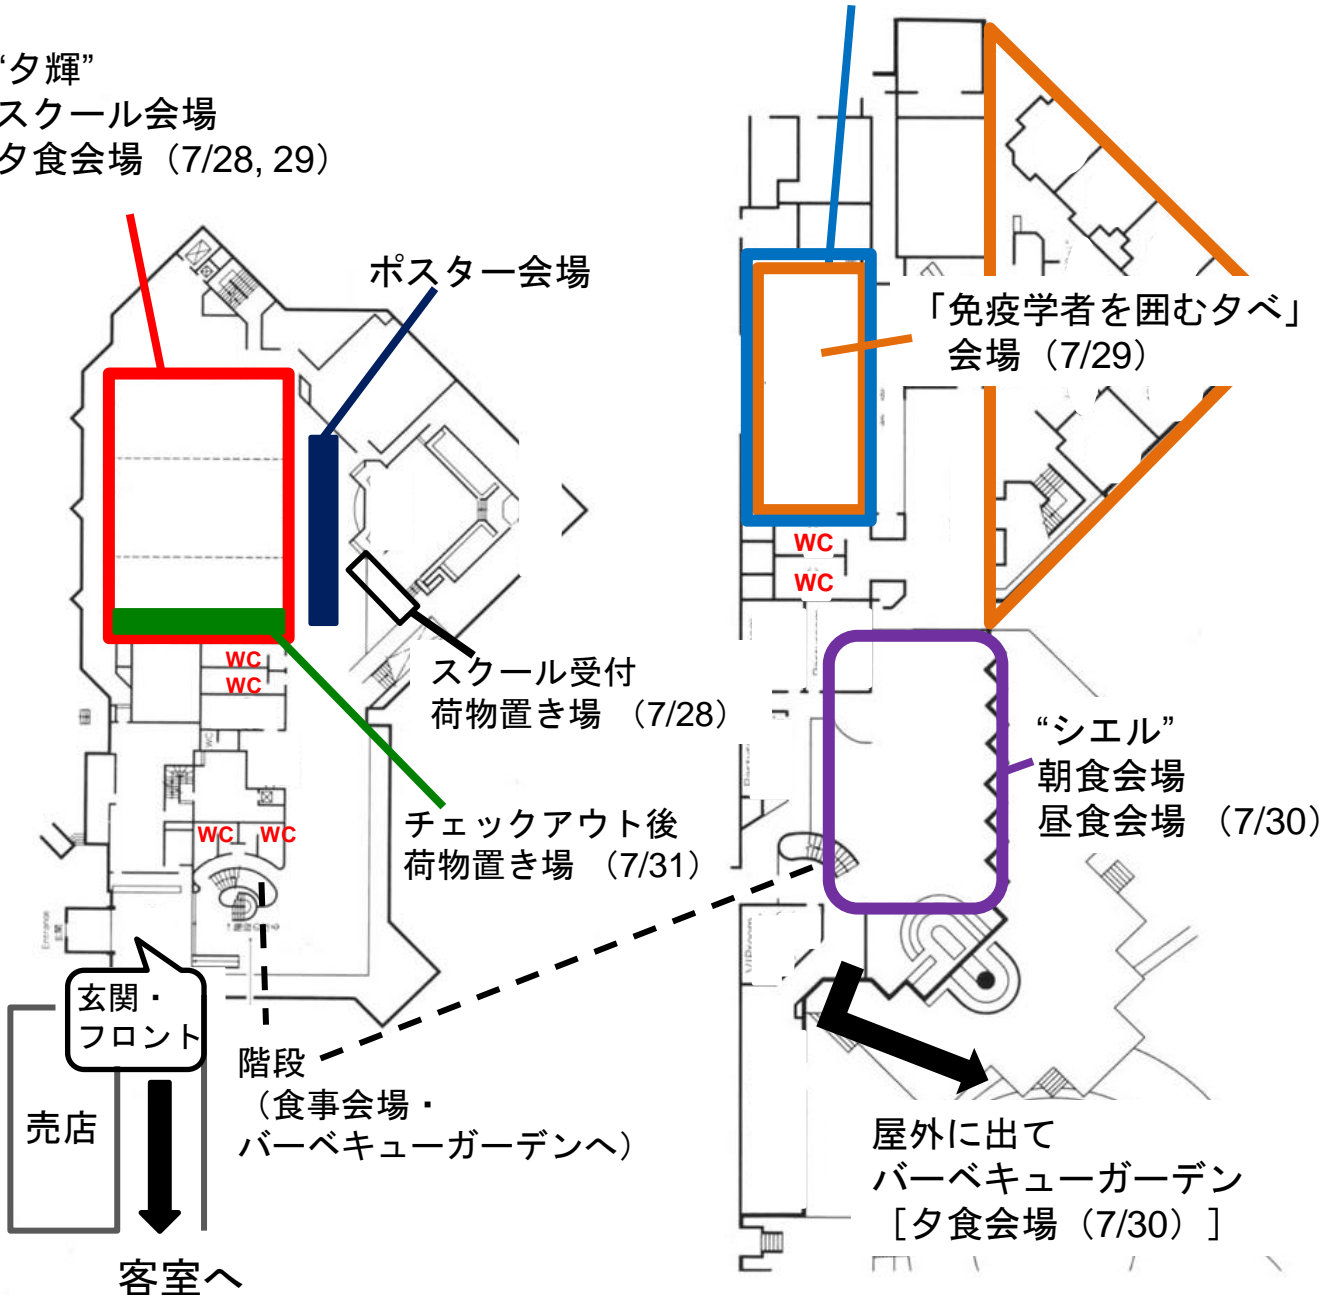 “夕輝”
スクール会場
夕食会場（7/28, 29）
ポスター会場
「免疫学者を囲む夕べ」
会場（7/29）
WC
WC
WC
WC
スクール受付
荷物置き場 （7/28）
“シエル”
朝食会場
昼食会場 （7/30）
チェックアウト後
荷物置き場 （7/31）
WC
WC
WC
Entrance
玄関
玄関・
フロント
階段
（食事会場・
バーベキューガーデンへ）
売店
客室へ
屋外に出て
バーベキューガーデン
［夕食会場（7/30）］